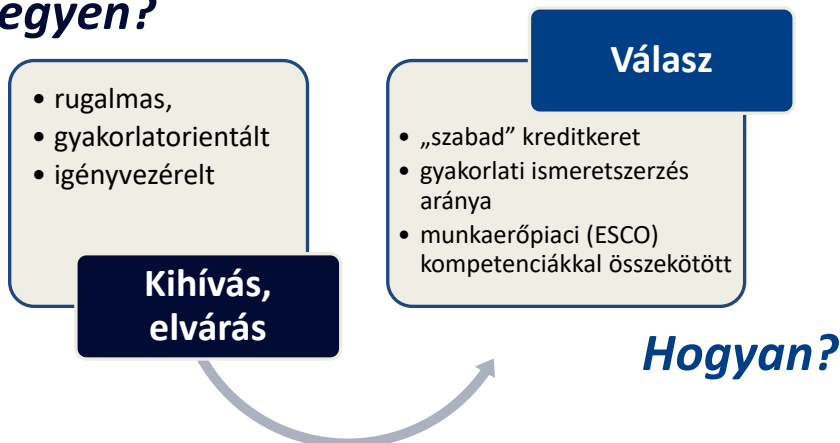 egyen?
• rugalmas,
• gyakorlatorientált
• igényvezérelt
Kihívás,
elvárás
Válasz
• „szabad” kreditkeret
• gyakorlati ismeretszerzés
aránya
• munkaerőpiaci (ESCO)
kompetenciákkal összekötött
Hogyan?